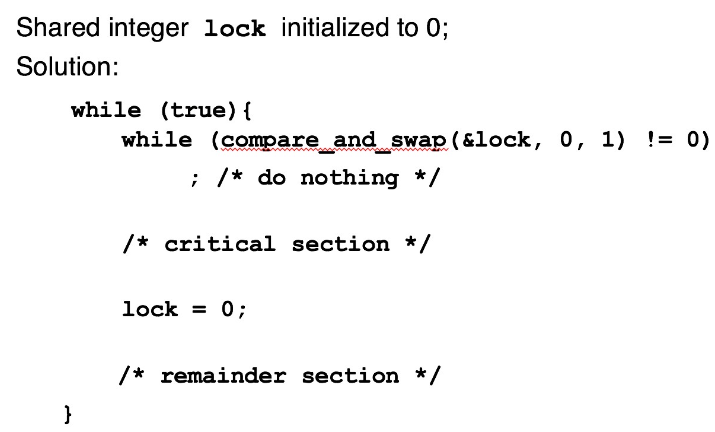 Shared integer lock initialized to 0;
Solution:
while (true){
while (compare_and_swap(&lock, 0, 1) != 0)
; /* do nothing */
/* critical section */
lock = 0;
/* remainder section */
}